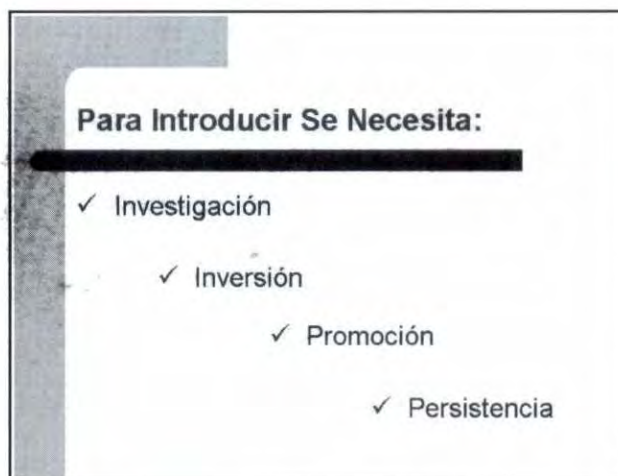 Para Introducir Se Necesita:
✓ Investigación
✓ Inversión
✓ Promoción
✓ Persistencia